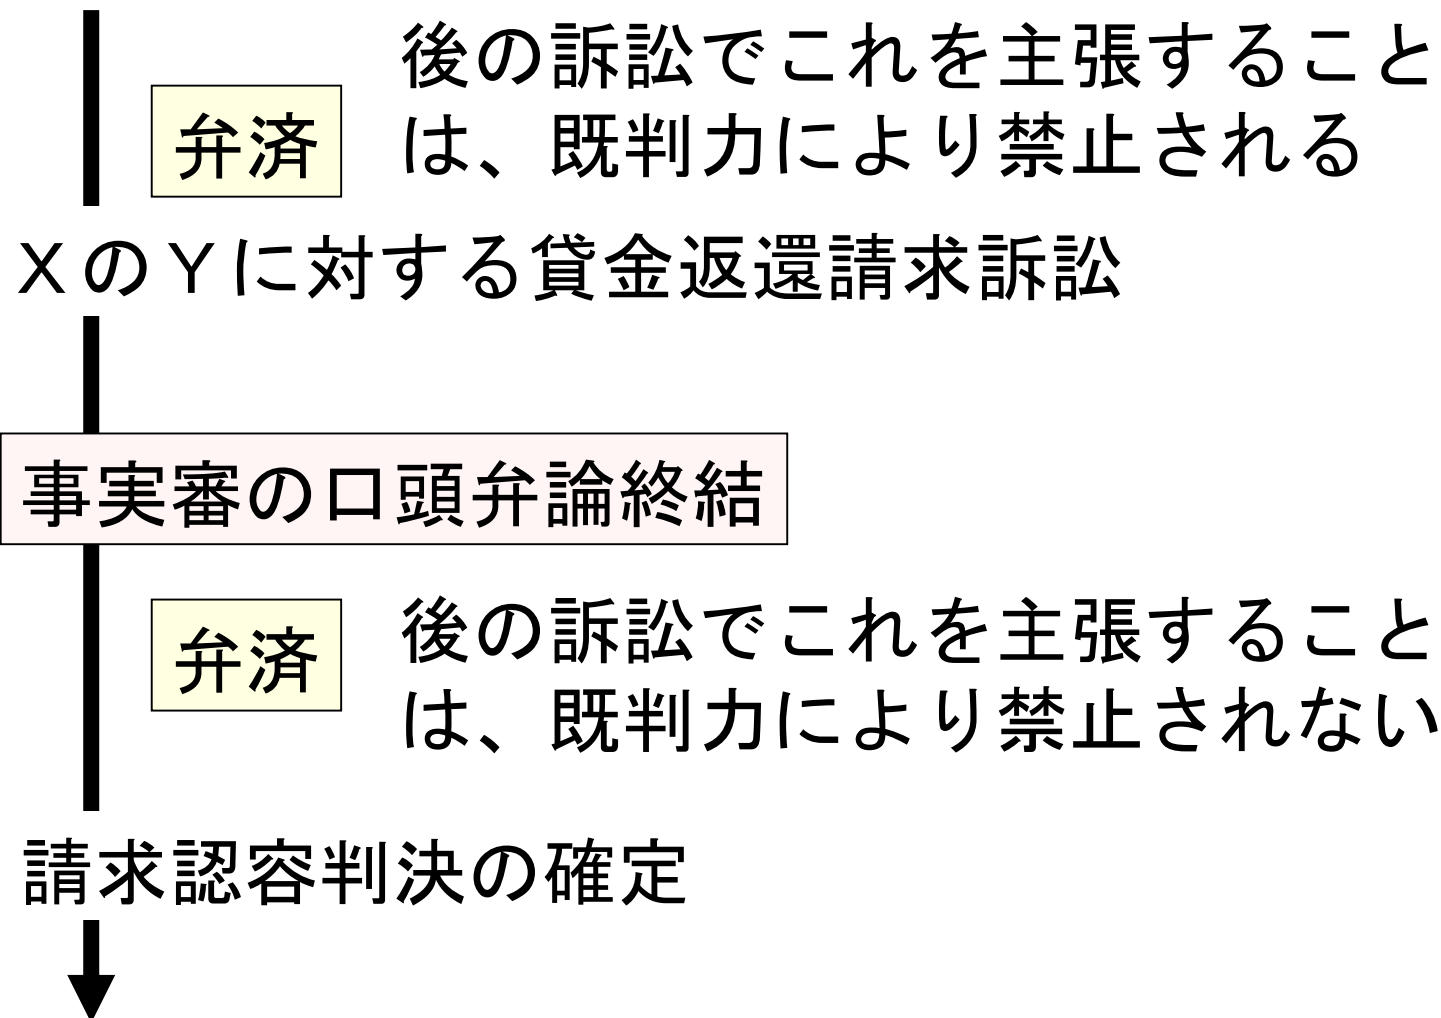 後の訴訟でこれを主張すること
弁済
は、既判力により禁止される
XのYに対する貸金返還請求訴訟
事実審の口頭弁論終結
後の訴訟でこれを主張すること
弁済
は、既判力により禁止されない
請求認容判決の確定